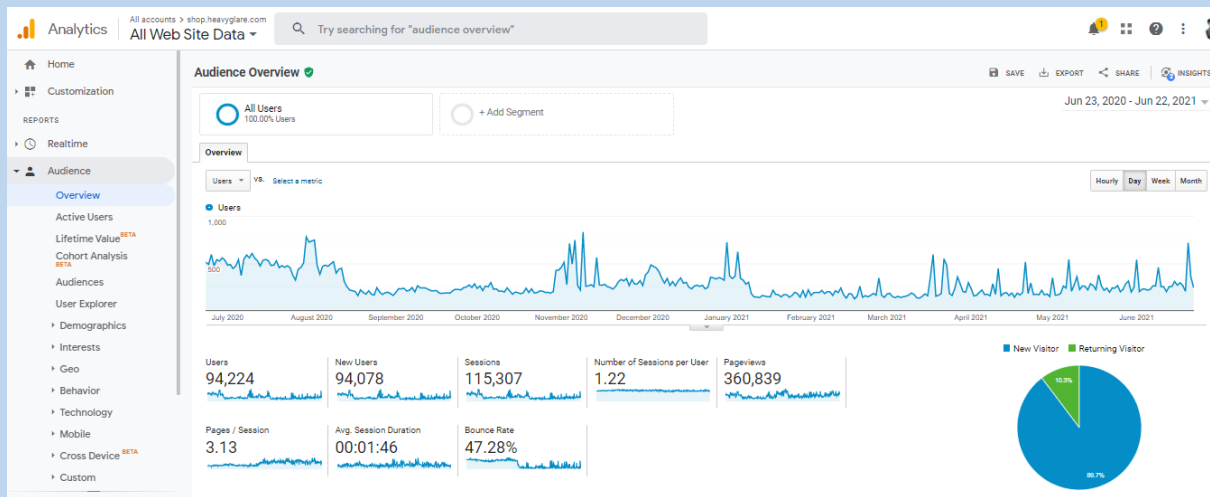 All accounts > shop.heavyglare.com
Analytics
All Web Site Data
Try searching for "audience overview"
1
Home
Customization
REPORTS
Realtime
Audience
Overview
Active Users
Lifetime Value BETA
Cohort Analysis
BETA
Audiences
User Explorer
Demographics
Interests
Geo
Behavior
Technology
Mobile
Cross Device BETA
Custom
Audience Overview
SAVE EXPORT SHARE INSIGHTS
All Users
100.00% Users
+ Add Segment
Jun 23, 2020 - Jun 22, 2021
Overview
Users VS. Select a metric
Hourly Day Week Month
Users
1,000
500
July 2020 August 2020 September 2020 October 2020 November 2020 December 2020 January 2021 February 2021 March 2021 April 2021 May 2021 June 2021
New Visitor Returning Visitor
Users New Users Sessions Number of Sessions per User Pageviews
94,224 94,078 115,307 1.22 360,839
Pages / Session Avg. Session Duration Bounce Rate
3.13 00:01:46 47.28%
10.3%
89.7%